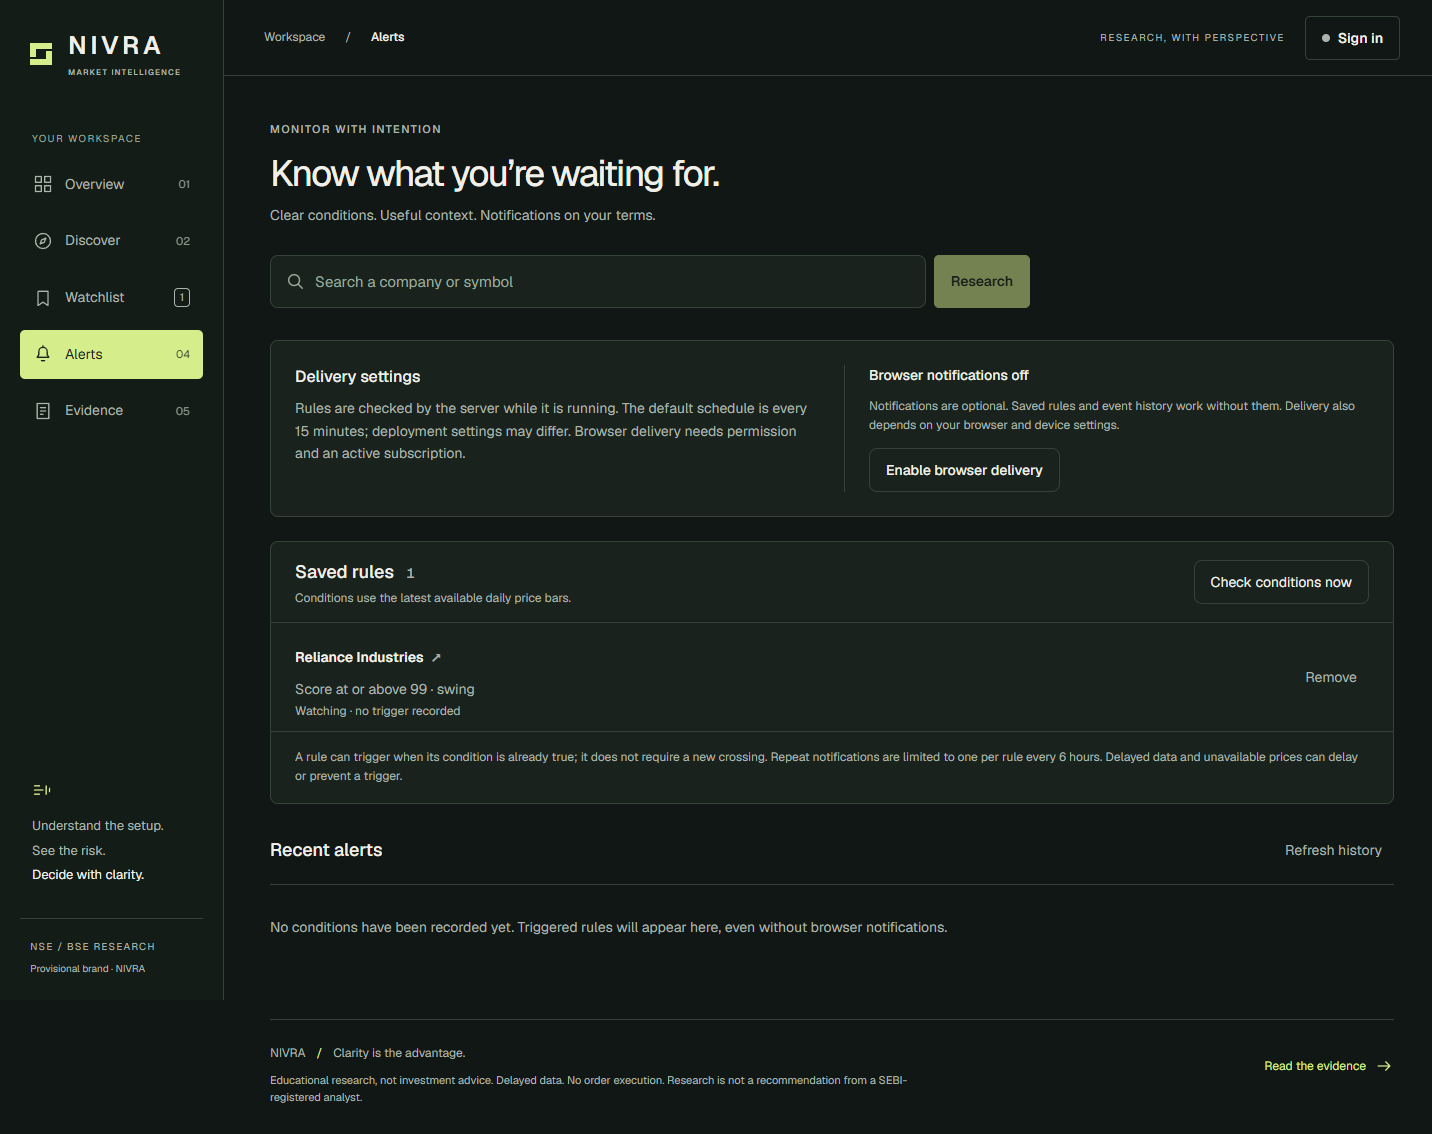 NIVRA
MARKET INTELLIGENCE
YOUR WORKSPACE
Overview 01
Discover 02
Watchlist 1
Alerts 04
Evidence 05
Understand the setup.
See the risk.
Decide with clarity.
NSE / BSE RESEARCH
Provisional brand · NIVRA
Workspace / Alerts
RESEARCH, WITH PERSPECTIVE
Sign in
MONITOR WITH INTENTION
Know what you’re waiting for.
Clear conditions. Useful context. Notifications on your terms.
Search a company or symbol
Research
Delivery settings
Rules are checked by the server while it is running. The default schedule is every
15 minutes; deployment settings may differ. Browser delivery needs permission
and an active subscription.
Browser notifications off
Notifications are optional. Saved rules and event history work without them. Delivery also
depends on your browser and device settings.
Enable browser delivery
Saved rules 1
Conditions use the latest available daily price bars.
Check conditions now
Reliance Industries ↗
Score at or above 99 · swing
Watching · no trigger recorded
Remove
A rule can trigger when its condition is already true; it does not require a new crossing. Repeat notifications are limited to one per rule every 6 hours. Delayed data and unavailable prices can delay
or prevent a trigger.
Recent alerts
Refresh history
No conditions have been recorded yet. Triggered rules will appear here, even without browser notifications.
NIVRA / Clarity is the advantage.
Educational research, not investment advice. Delayed data. No order execution. Research is not a recommendation from a SEBI-
registered analyst.
Read the evidence →